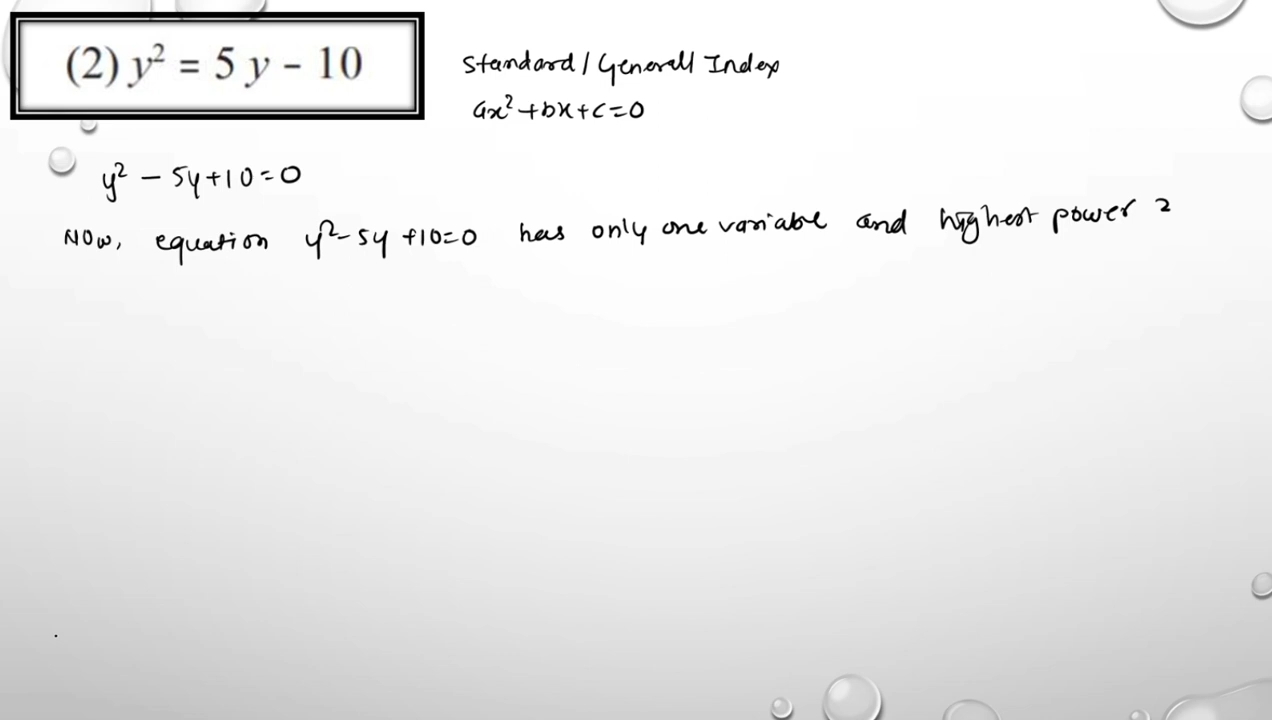 (2) y² = 5 y - 10
Standard / Generall Index
ax² + bx + c = 0
y² - 5y + 10 = 0
Now, equation y² - 5y + 10 = 0 has only one variable and highest power 2